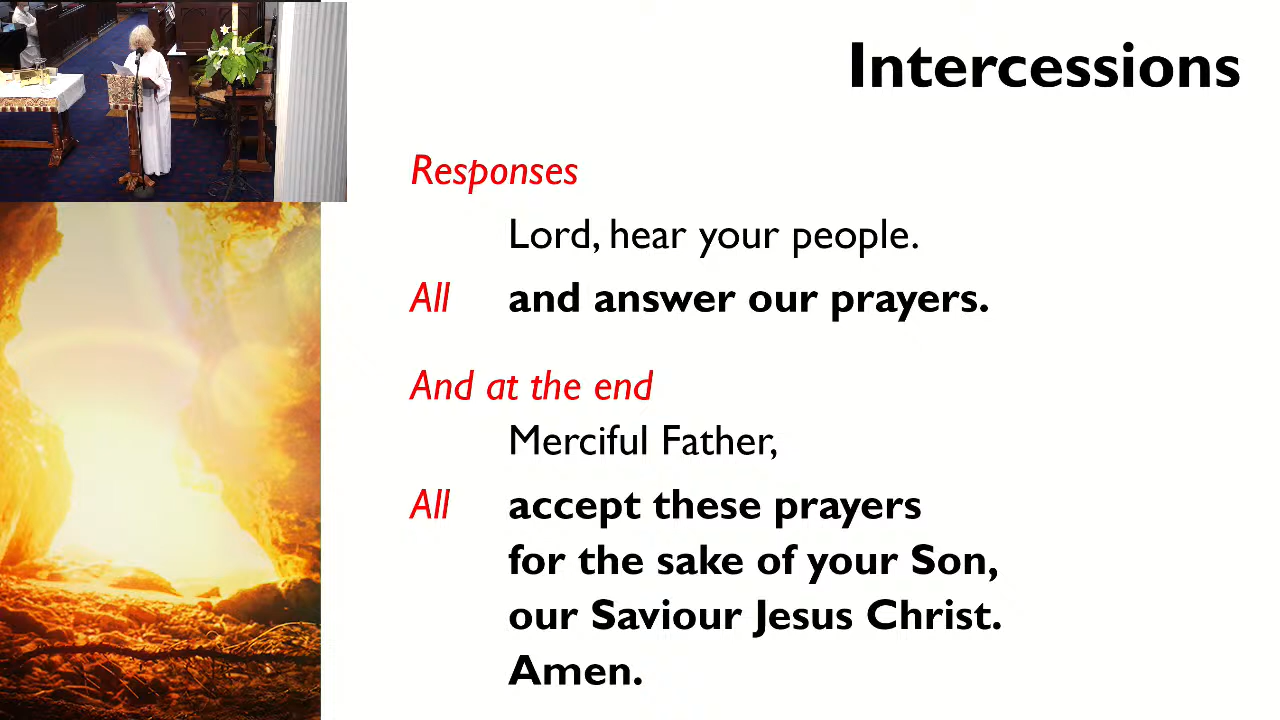 Intercessions
Responses
Lord, hear your people.
All and answer our prayers.
And at the end
Merciful Father,
All accept these prayers
for the sake of your Son,
our Saviour Jesus Christ.
Amen.